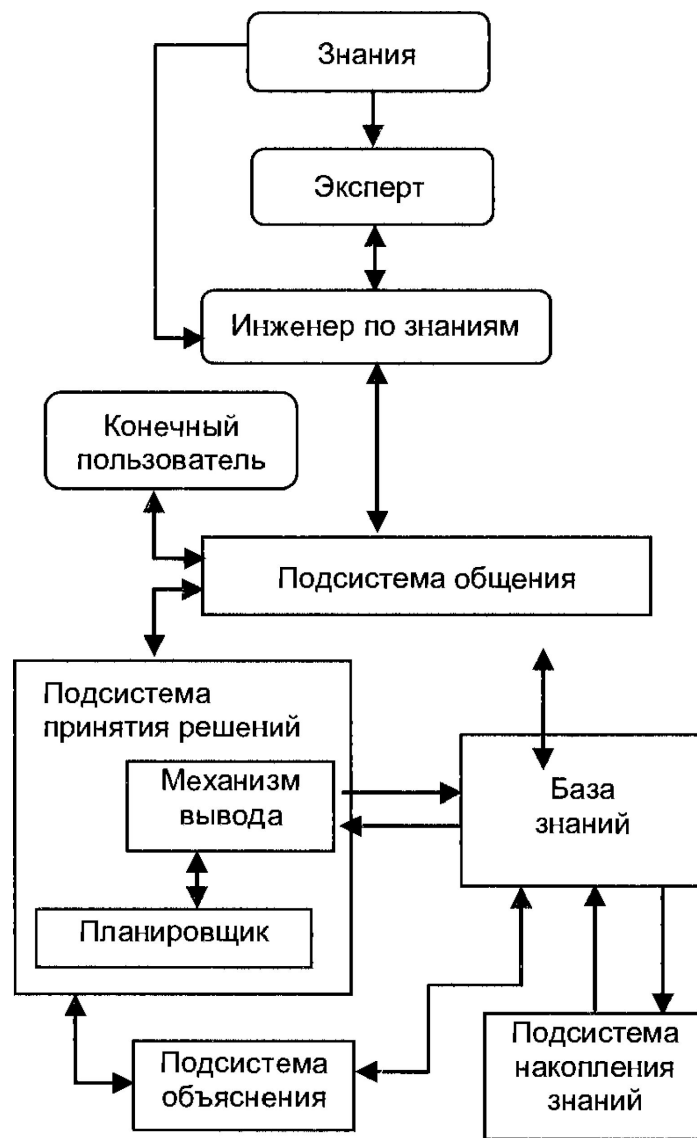 Знания
Эксперт
Инженер по знаниям
Конечный
пользователь
Подсистема общения
Подсистема
принятия решений
Механизм
вывода
База
знаний
Планировщик
Подсистема
объяснения
Подсистема
накопления
знаний